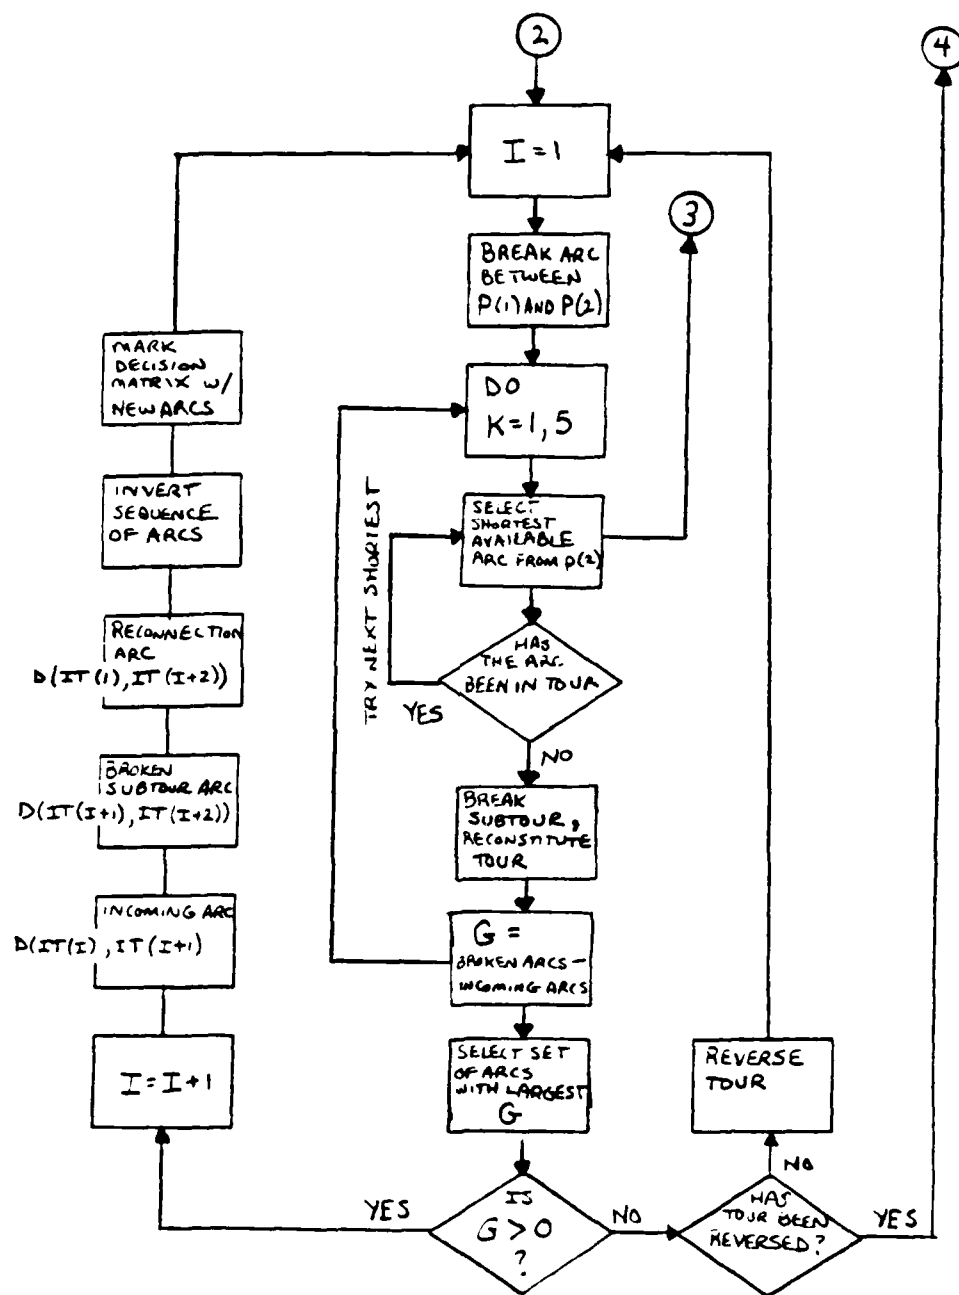 2
4
I = 1
3
BREAK ARC
BETWEEN
P(1) AND P(2)
MARK
DECISION
MATRIX W/
NEW ARCS
DO
K = 1, 5
INVERT
SEQUENCE
OF ARCS
TRY NEXT SHORTEST
SELECT
SHORTEST
AVAILABLE
ARC FROM P(2)
RECONNECTION
ARC
D(IT(1), IT(I+2))
HAS
THE ARC
BEEN IN TOUR
YES
NO
BROKEN
SUBTOUR ARC
D(IT(I+1), IT(I+2))
BREAK
SUBTOUR,
RECONSTITUTE
TOUR
INCOMING ARC
D(IT(I), IT(I+1)
G =
BROKEN ARCS -
INCOMING ARCS
I = I + 1
SELECT SET
OF ARCS
WITH LARGEST
G
REVERSE
TOUR
NO
YES
IS
G > 0
?
NO
HAS
TOUR BEEN
REVERSED?
YES